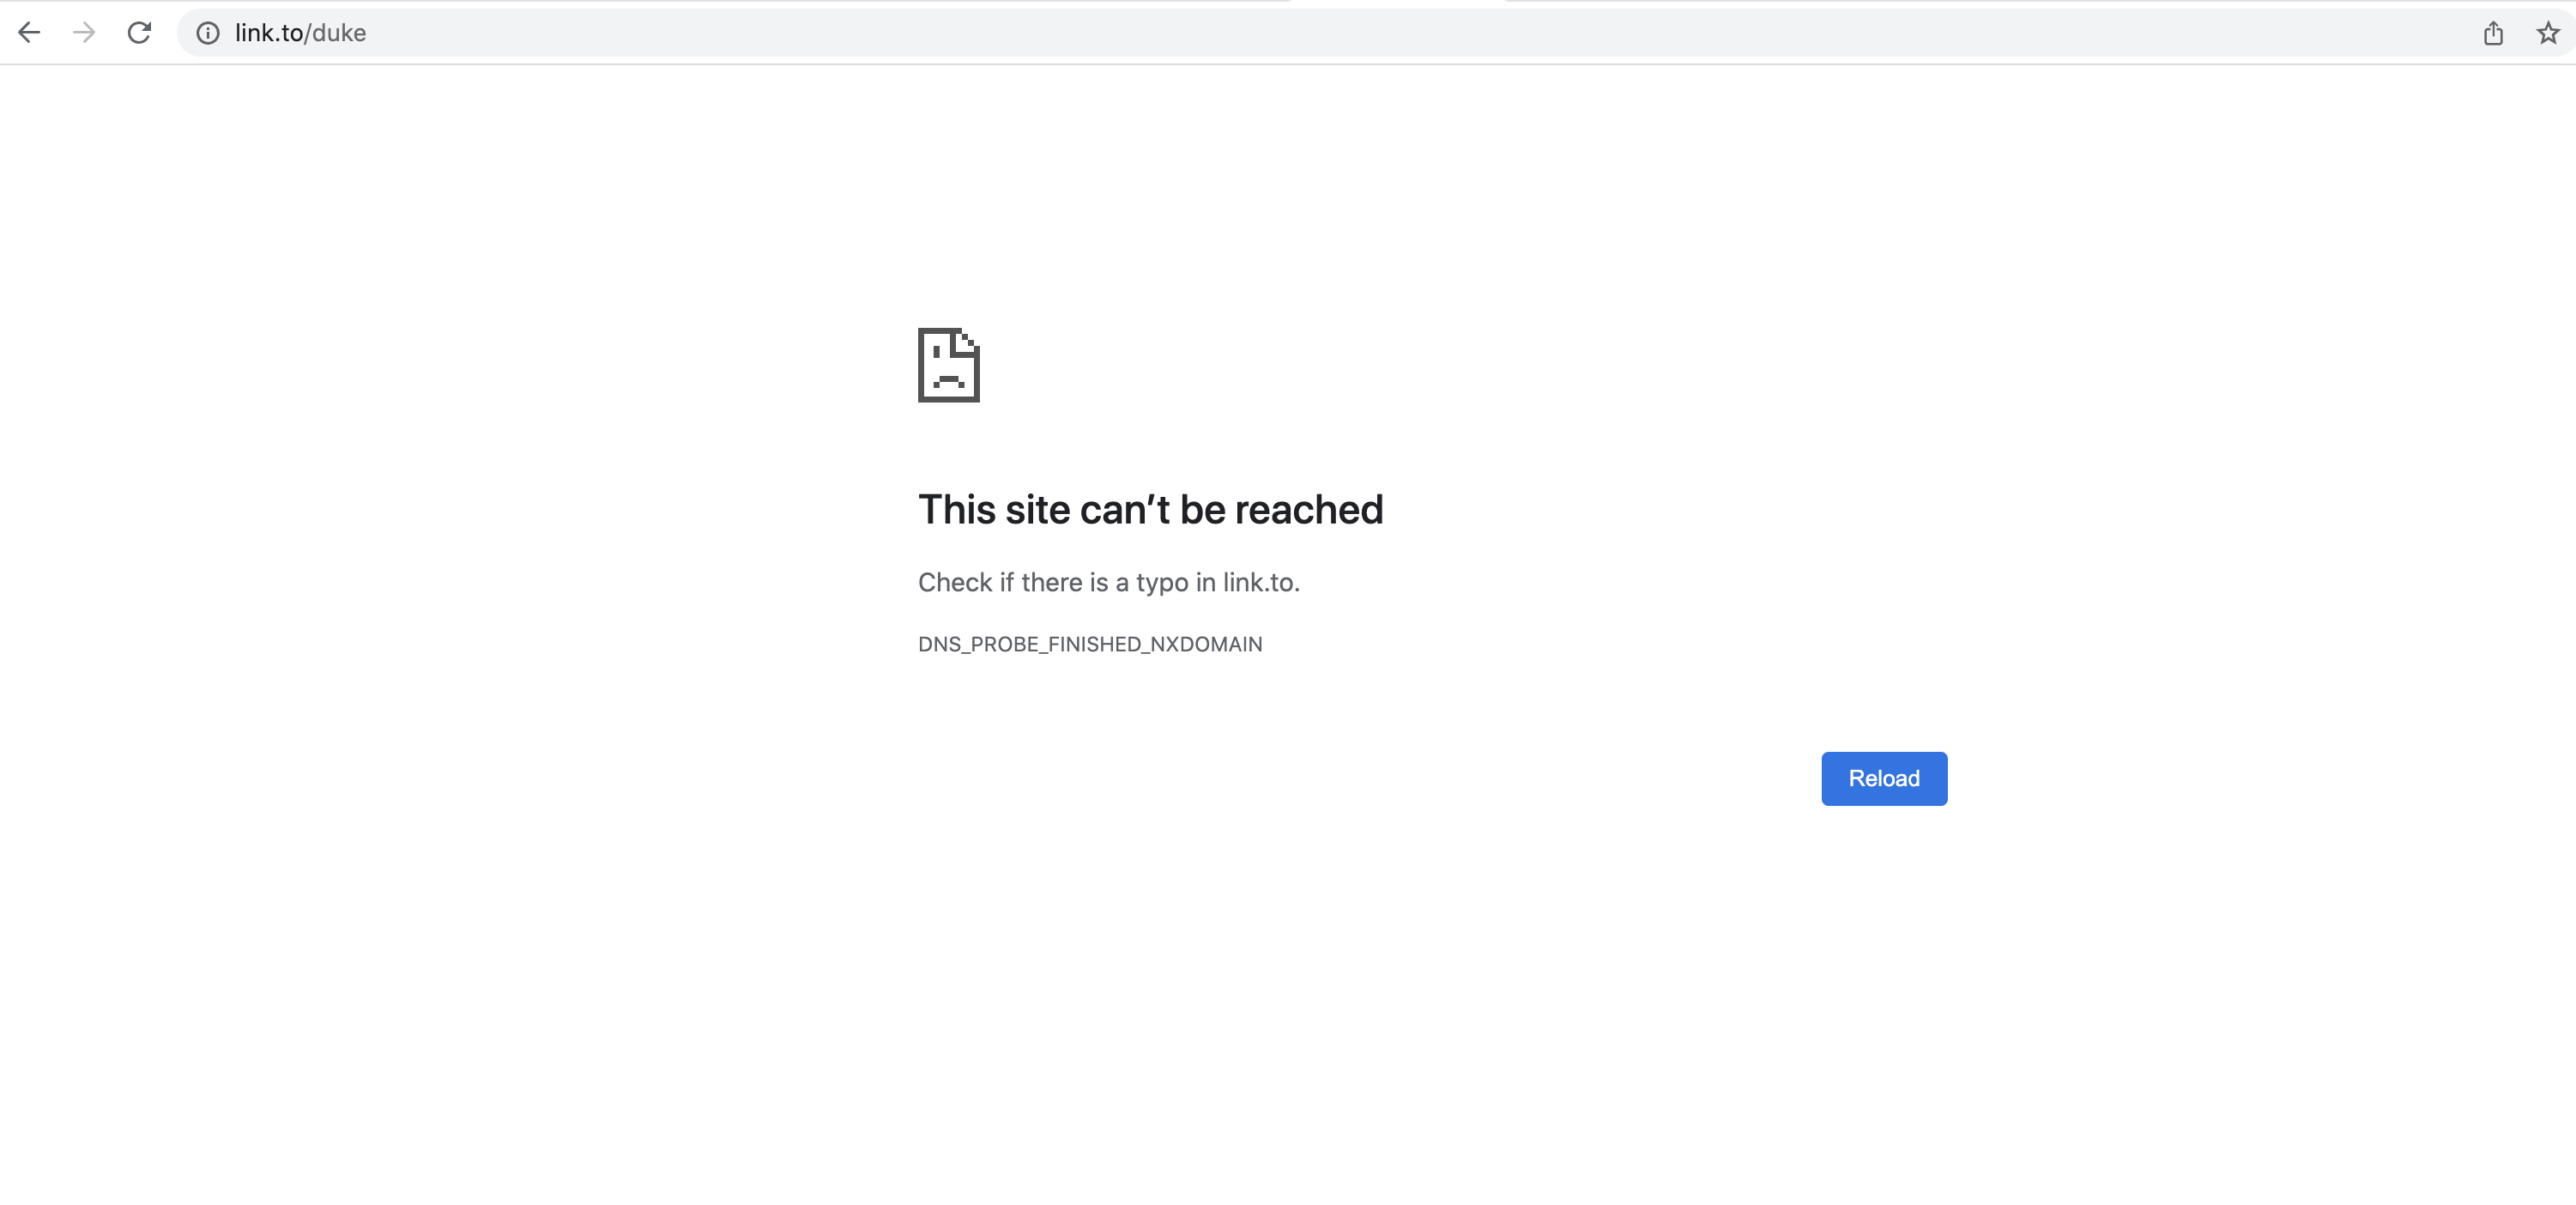 link.to/duke
This site can’t be reached
Check if there is a typo in link.to.
DNS_PROBE_FINISHED_NXDOMAIN
Reload